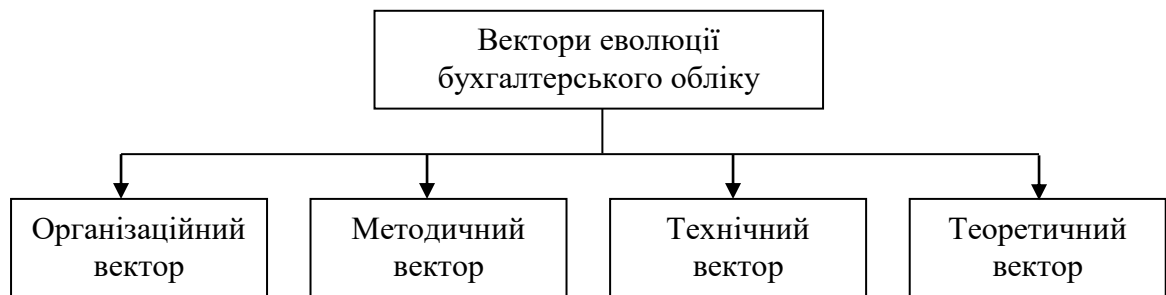 Вектори еволюції
бухгалтерського обліку
Організаційний
вектор
Методичний
вектор
Технічний
вектор
Теоретичний
вектор